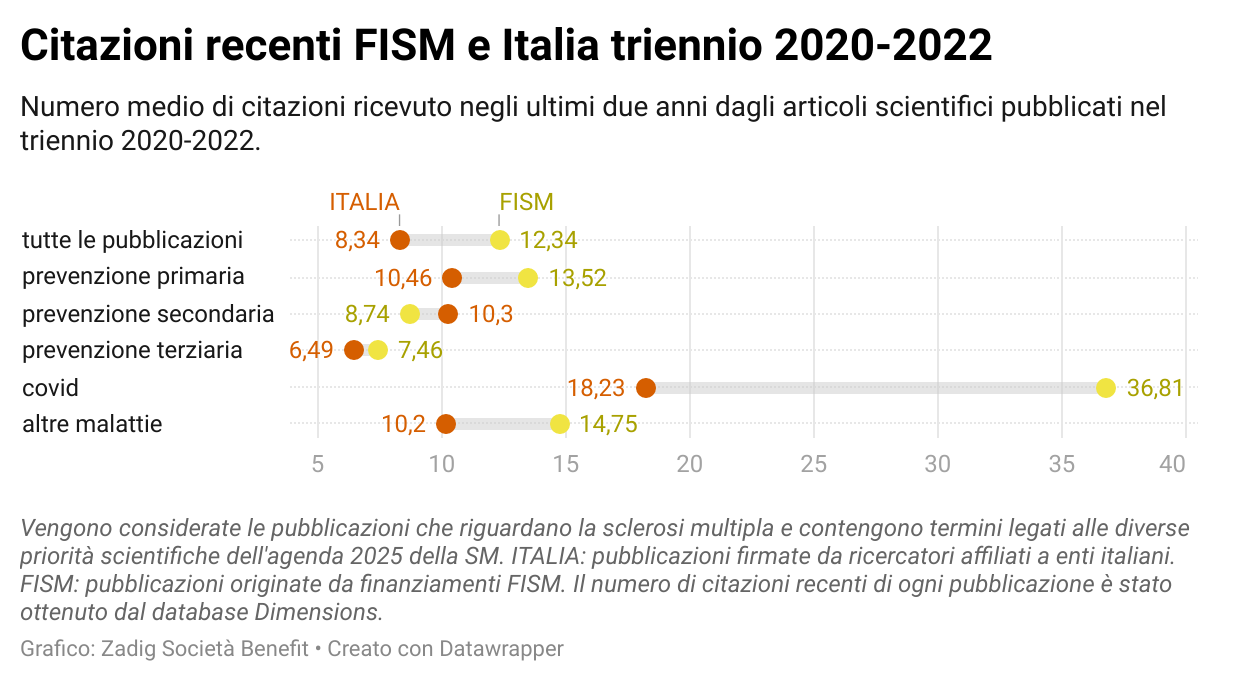 Citazioni recenti FISM e Italia triennio 2020-2022
Numero medio di citazioni ricevuto negli ultimi due anni dagli articoli scientifici pubblicati nel
triennio 2020-2022.
ITALIA FISM
tutte le pubblicazioni 8,34 12,34
prevenzione primaria 10,46 13,52
prevenzione secondaria 8,74 10,3
prevenzione terziaria 6,49 7,46
covid 18,23 36,81
altre malattie 10,2 14,75
5 10 15 20 25 30 35 40
Vengono considerate le pubblicazioni che riguardano la sclerosi multipla e contengono termini legati alle diverse
priorità scientifiche dell'agenda 2025 della SM. ITALIA: pubblicazioni firmate da ricercatori affiliati a enti italiani.
FISM: pubblicazioni originate da finanziamenti FISM. Il numero di citazioni recenti di ogni pubblicazione è stato
ottenuto dal database Dimensions.
Grafico: Zadig Società Benefit • Creato con Datawrapper